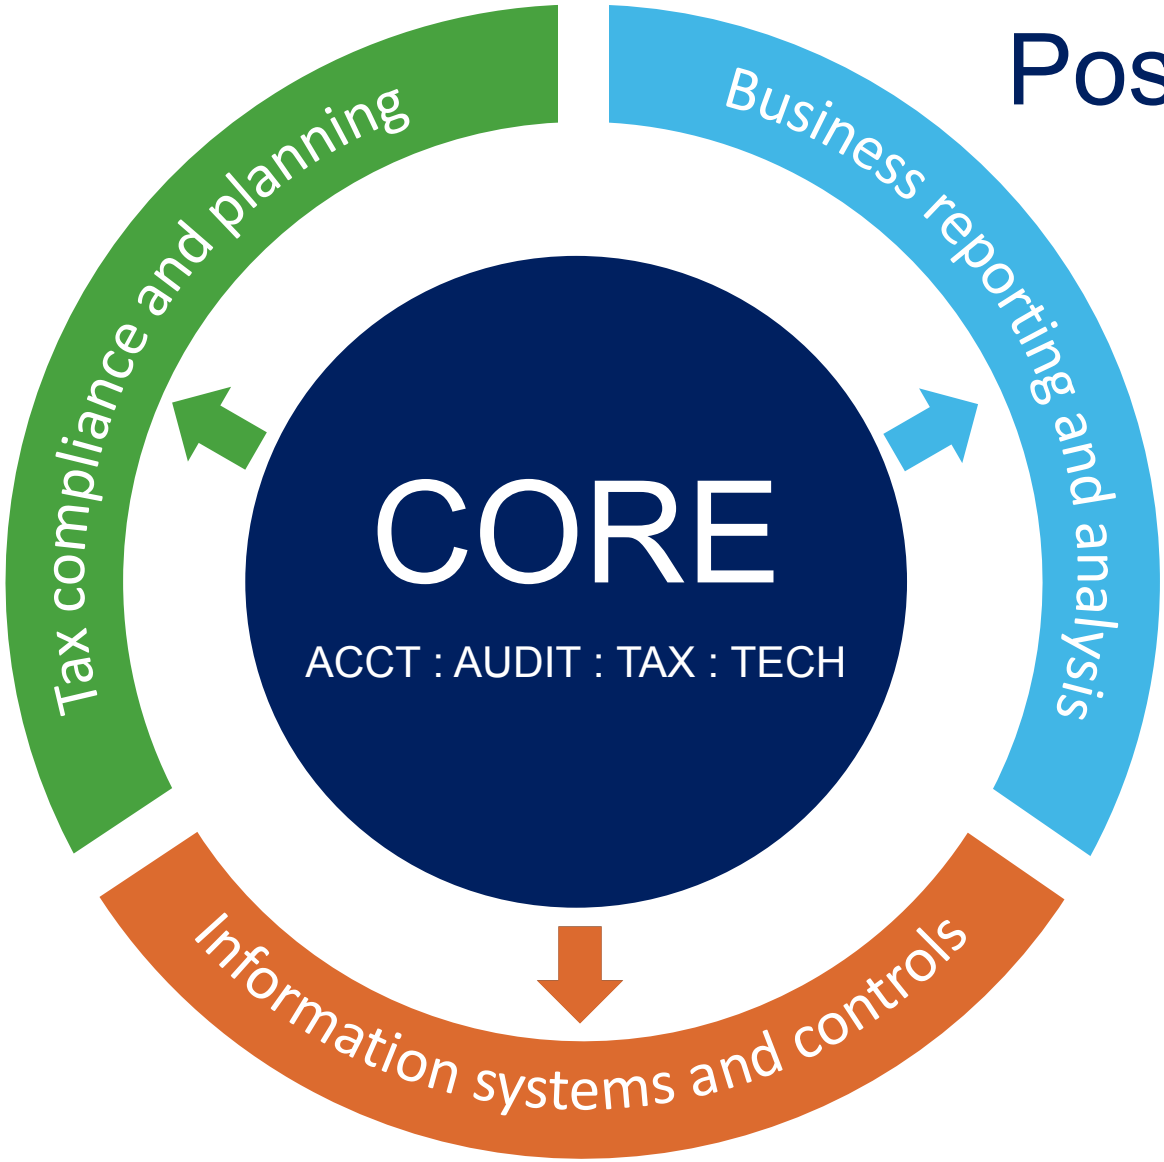 Pos
Tax compliance and planning
Business reporting and analysis
CORE
ACCT : AUDIT : TAX : TECH
Information systems and controls